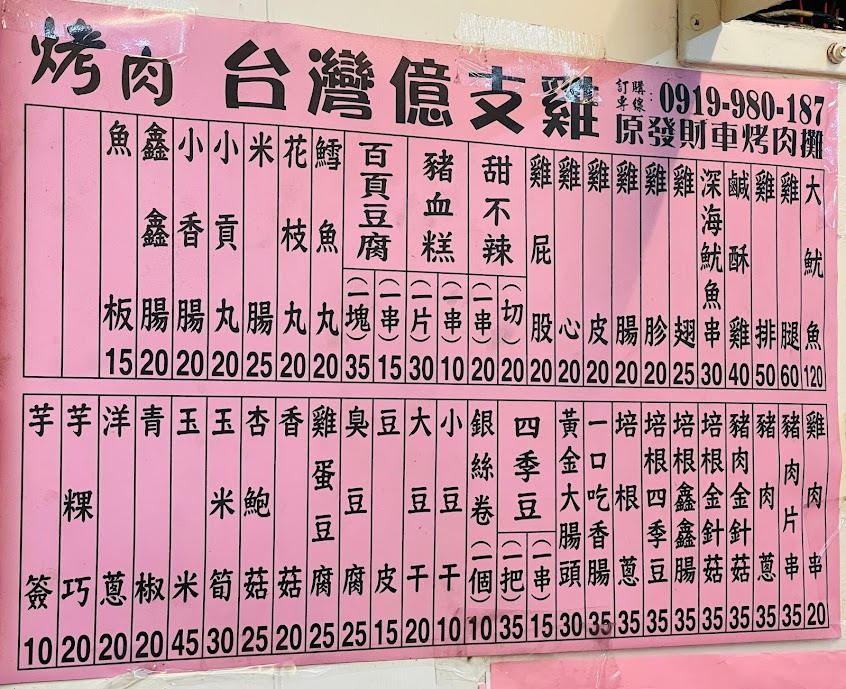 烤肉 台灣億支雞
訂購專線：0919-980-187
原發財車烤肉攤
大魷魚 120
雞腿 60
雞排 50
鹹酥雞 40
深海魷魚串 30
雞翅 25
雞胗 20
雞腸 20
雞皮 20
雞心 20
雞屁股 20
甜不辣 (切) 20 (一串) 20
豬血糕 (一串) 10 (一片) 30
百頁豆腐 (一串) 15 (一塊) 35
鱈魚丸 20
花枝丸 20
米腸 25
小貢丸 20
小香腸 20
鑫鑫腸 20
魚板 15
雞肉串 20
豬肉片串 35
豬肉蔥 35
豬肉金針菇 35
培根金針菇 35
培根鑫鑫腸 35
培根四季豆 35
培根蔥 35
一口吃香腸 35
黃金大腸頭 30
四季豆 (一串) 15 (一把) 35
銀絲卷 (一個) 10
小豆干 10
大豆干 20
豆皮 15
臭豆腐 25
雞蛋豆腐 25
香菇 20
杏鮑菇 25
玉米筍 30
玉米 45
青椒 20
洋蔥 20
芋粿巧 20
芋簽 10